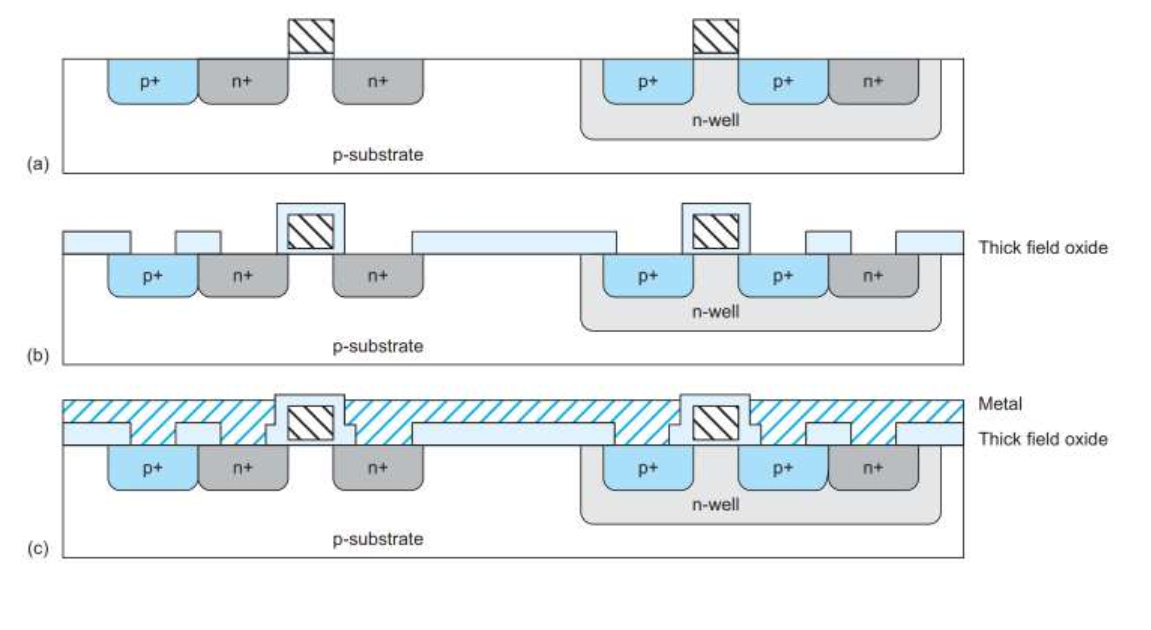 p+ n+ n+ p+ p+ n+
n-well
p-substrate
(a)
Thick field oxide
p+ n+ n+ p+ p+ n+
n-well
p-substrate
(b)
Metal
Thick field oxide
p+ n+ n+ p+ p+ n+
n-well
p-substrate
(c)